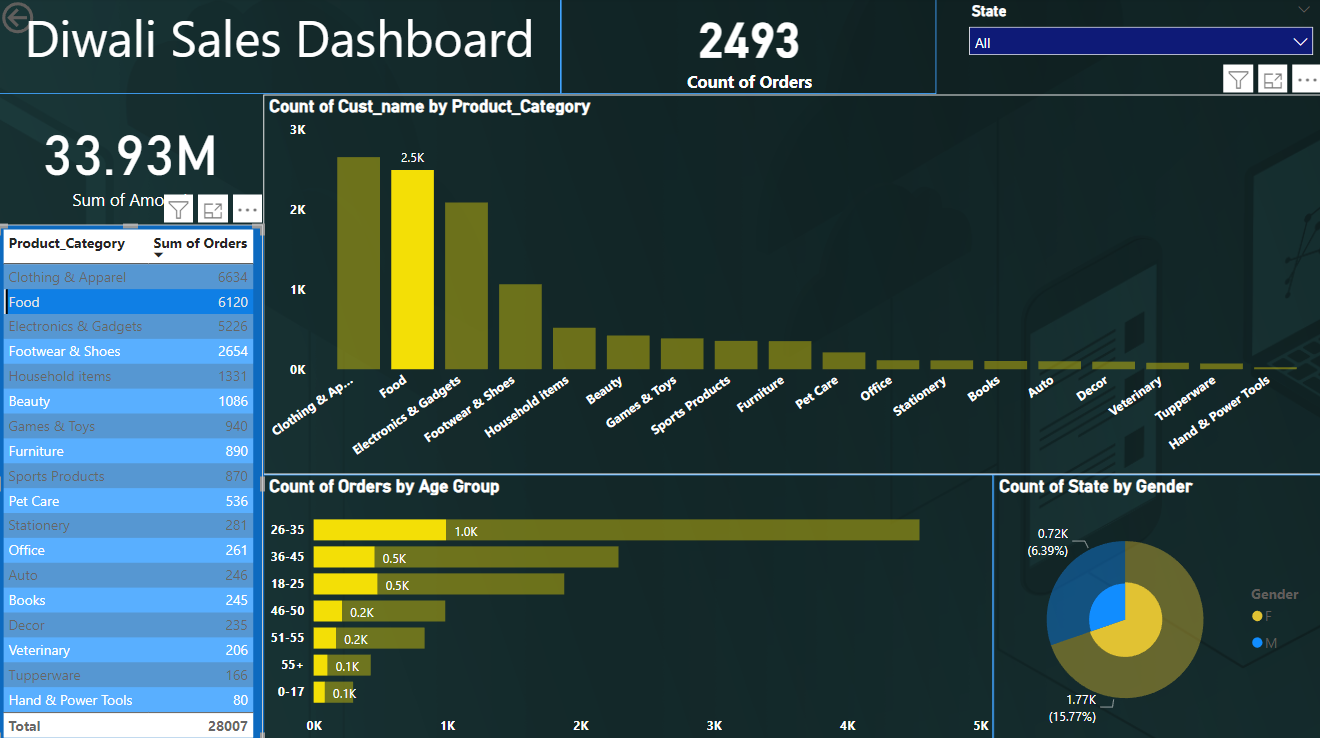 Diwali Sales Dashboard
2493
Count of Orders
State
All
33.93M
Sum of Amo
Product_Category Sum of Orders
Clothing & Apparel 6634
Food 6120
Electronics & Gadgets 5226
Footwear & Shoes 2654
Household items 1331
Beauty 1086
Games & Toys 940
Furniture 890
Sports Products 870
Pet Care 536
Stationery 281
Office 261
Auto 246
Books 245
Decor 235
Veterinary 206
Tupperware 166
Hand & Power Tools 80
Total 28007
Count of Cust_name by Product_Category
3K
2K
1K
0K
2.5K
Clothing & Ap...
Food
Electronics & Gadgets
Footwear & Shoes
Household items
Beauty
Games & Toys
Sports Products
Furniture
Pet Care
Office
Stationery
Books
Auto
Decor
Veterinary
Tupperware
Hand & Power Tools
Count of Orders by Age Group
26-35 1.0K
36-45 0.5K
18-25 0.5K
46-50 0.2K
51-55 0.2K
55+ 0.1K
0-17 0.1K
0K 1K 2K 3K 4K 5K
Count of State by Gender
0.72K
(6.39%)
1.77K
(15.77%)
Gender
F
M